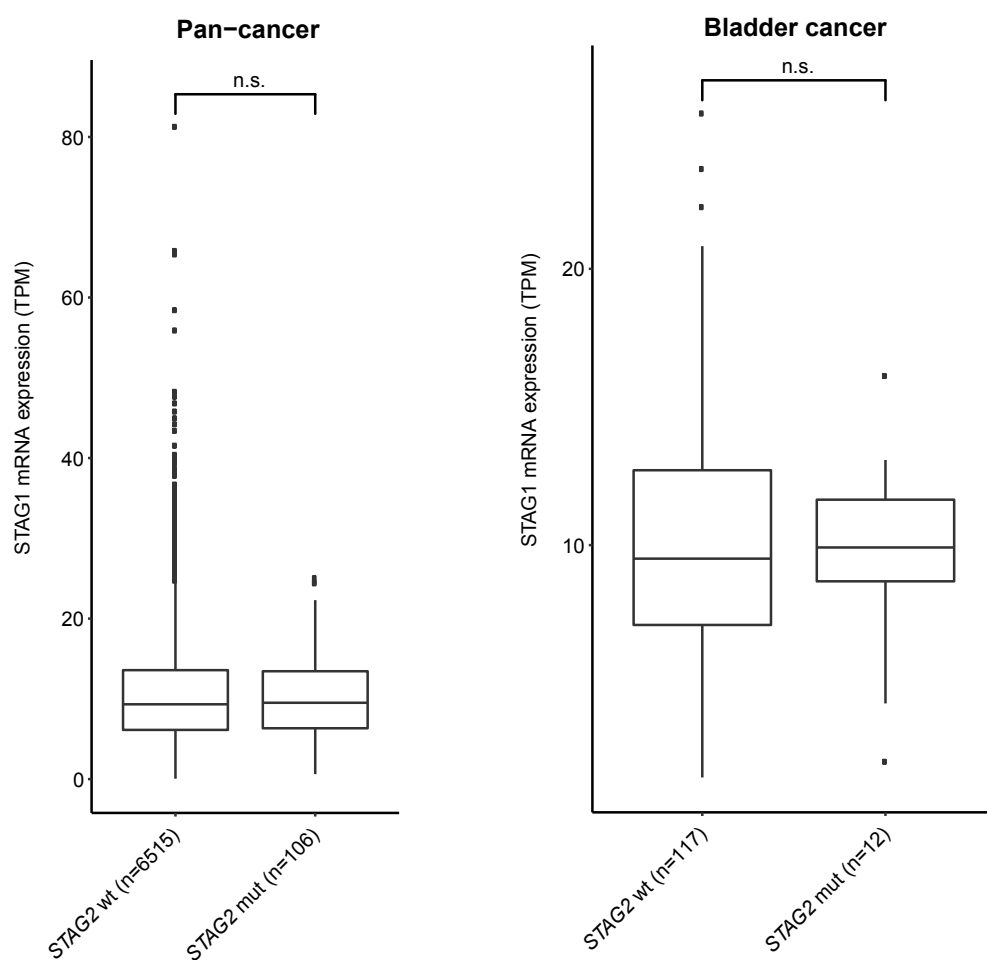 Pan−cancer
n.s.
STAG1 mRNA expression (TPM)
80
60
40
20
0
STAG2 wt (n=6515)
STAG2 mut (n=106)
Bladder cancer
n.s.
STAG1 mRNA expression (TPM)
20
10
STAG2 wt (n=117)
STAG2 mut (n=12)